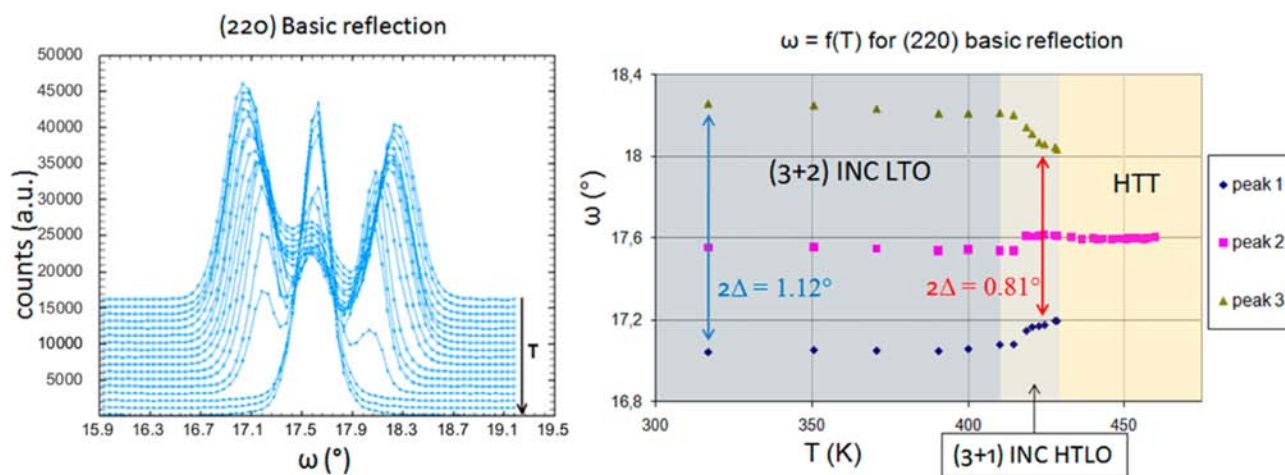 (220) Basic reflection
50000
45000
40000
35000
30000
25000
20000
15000
10000
5000
counts (a.u.)
T
15.9 16.3 16.7 17.1 17.5 17.9 18.3 18.7 19.1 19.5
ω (°)
ω = f(T) for (220) basic reflection
18,4
18
17,6
17,2
16,8
ω (°)
(3+2) INC LTO
HTT
2Δ = 1.12°
2Δ = 0.81°
300 350 400 450
T (K)
(3+1) INC HTLO
peak 1
peak 2
peak 3